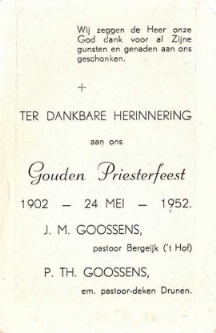 Wij zeggen de Heer onze
God dank voor al Zijne
gunsten en genaden aan ons
geschonken.
+
TER DANKBARE HERINNERING
aan ons
Gouden Priesterfeest
1902 — 24 MEI — 1952.
J. M. GOOSSENS,
pastoor Bergeijk ('t Hof)
P. TH. GOOSSENS,
em. pastoor-deken Drunen.